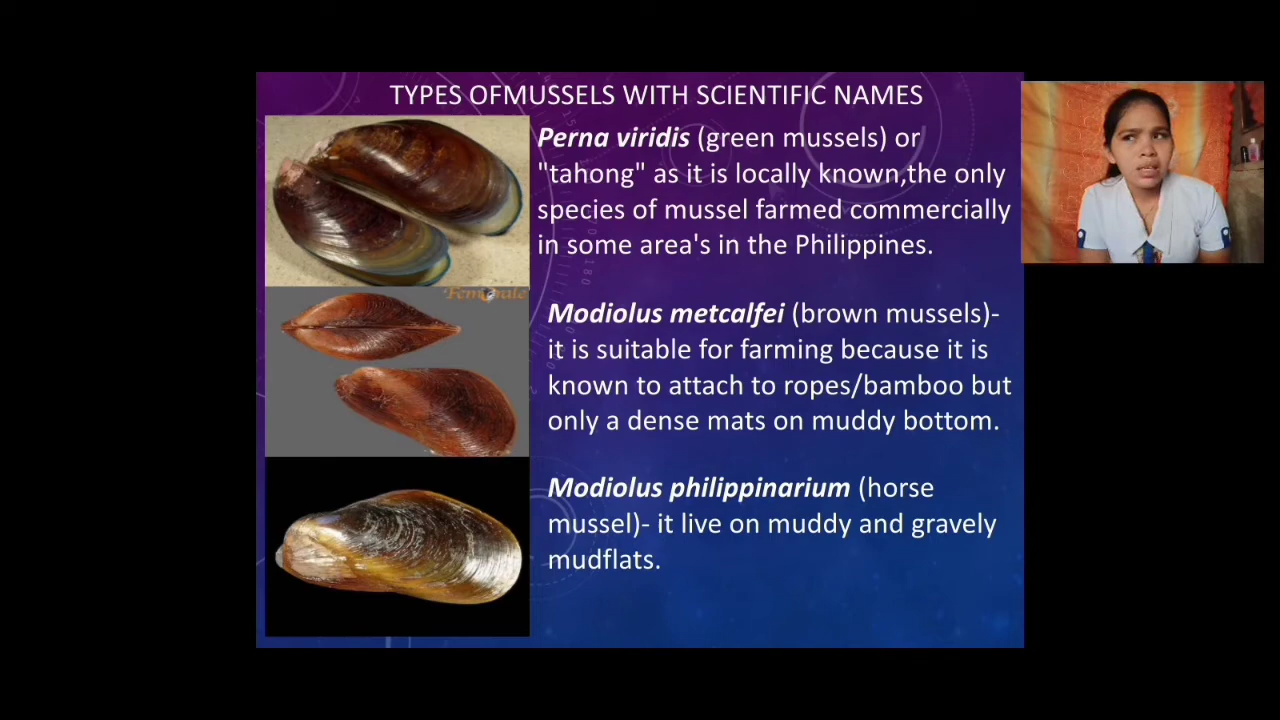 TYPES OFMUSSELS WITH SCIENTIFIC NAMES
Perna viridis (green mussels) or
"tahong" as it is locally known,the only
species of mussel farmed commercially
in some area's in the Philippines.
Modiolus metcalfei (brown mussels)-
it is suitable for farming because it is
known to attach to ropes/bamboo but
only a dense mats on muddy bottom.
Modiolus philippinarium (horse
mussel)- it live on muddy and gravely
mudflats.